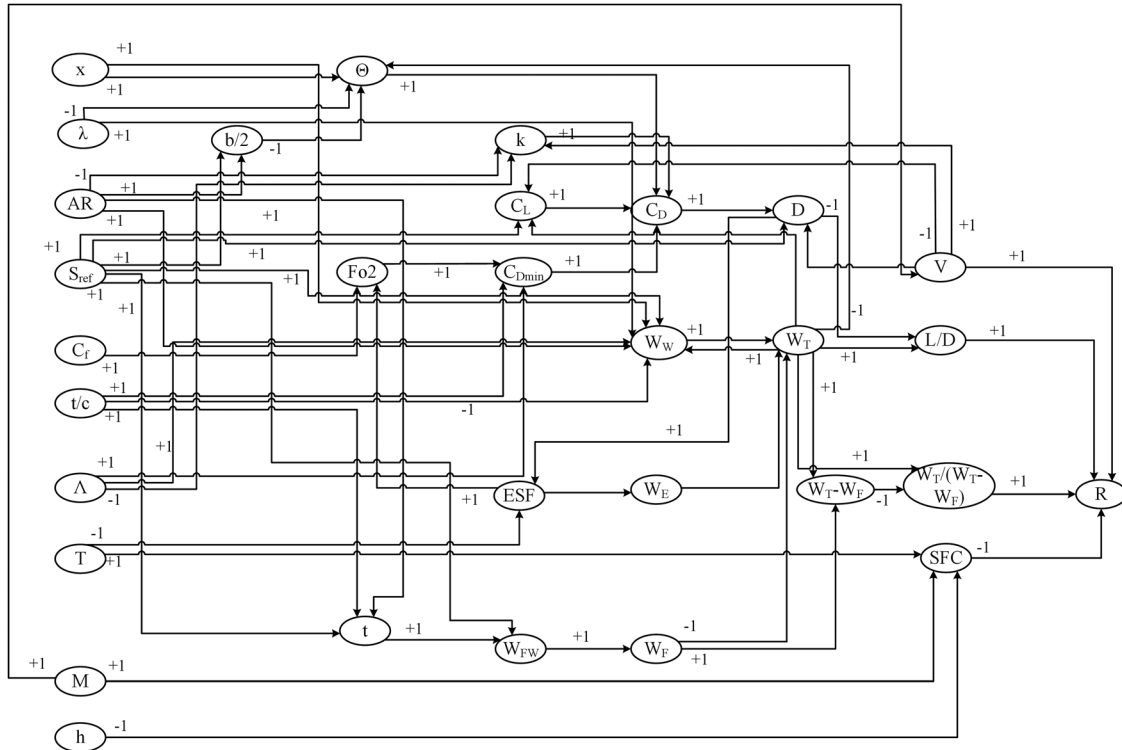 +1
x
+1
Θ
+1
-1
λ
+1
b/2
-1
k
+1
-1
AR
+1
+1
+1
C_L
+1
C_D
+1
D
-1
-1
+1
+1
S_ref
+1
+1
+1
+1
+1
Fo2
+1
C_Dmin
+1
V
+1
-1
C_f
+1
W_W
+1
+1
W_T
+1
L/D
+1
t/c
+1
+1
-1
+1
+1
+1
Λ
+1
-1
+1
ESF
W_E
W_T-W_F
-1
+1
W_T/(W_T-
W_F)
+1
R
T
-1
+1
SFC
-1
t
+1
W_FW
+1
W_F
-1
+1
+1
M
+1
h
-1